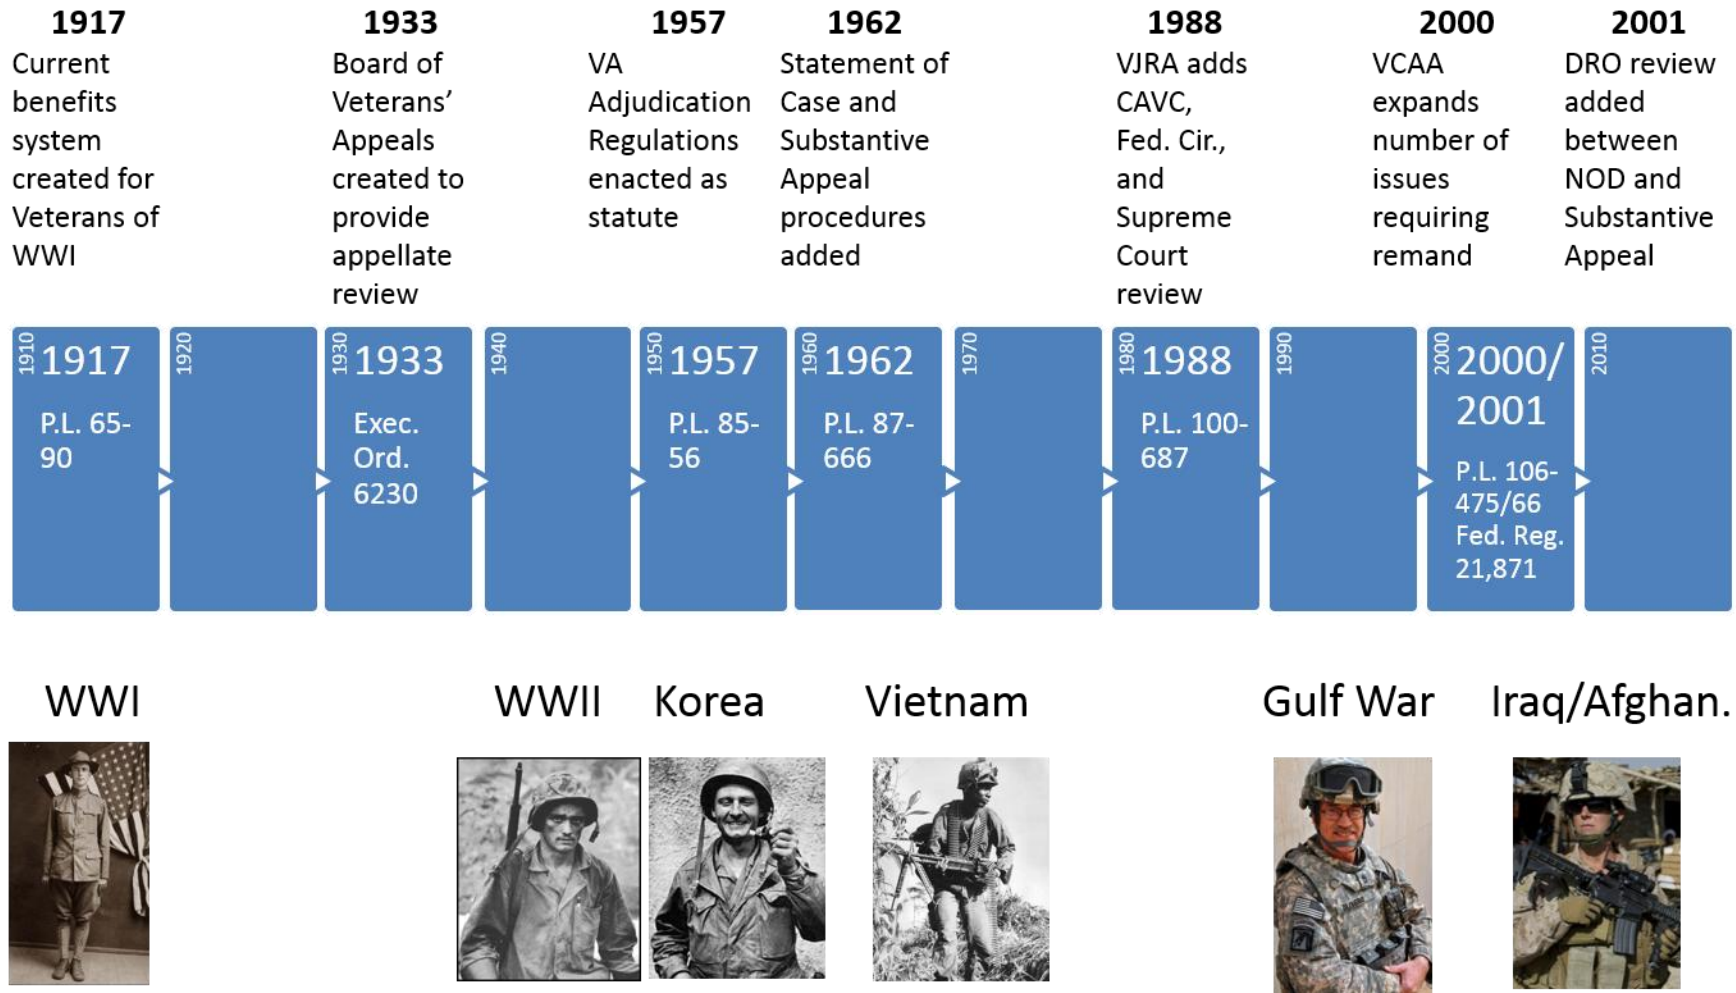 1917
Current
benefits
system
created for
Veterans of
WWI
1933
Board of
Veterans’
Appeals
created to
provide
appellate
review
1957
VA
Adjudication
Regulations
enacted as
statute
1962
Statement of
Case and
Substantive
Appeal
procedures
added
1988
VJRA adds
CAVC,
Fed. Cir.,
and
Supreme
Court
review
2000
VCAA
expands
number of
issues
requiring
remand
2001
DRO review
added
between
NOD and
Substantive
Appeal
1910
1917
P.L. 65-
90
1920
1930
1933
Exec.
Ord.
6230
1940
1950
1957
P.L. 85-
56
1960
1962
P.L. 87-
666
1970
1980
1988
P.L. 100-
687
1990
2000
2000/
2001
P.L. 106-
475/66
Fed. Reg.
21,871
2010
WWI
WWII
Korea
Vietnam
Gulf War
Iraq/Afghan.